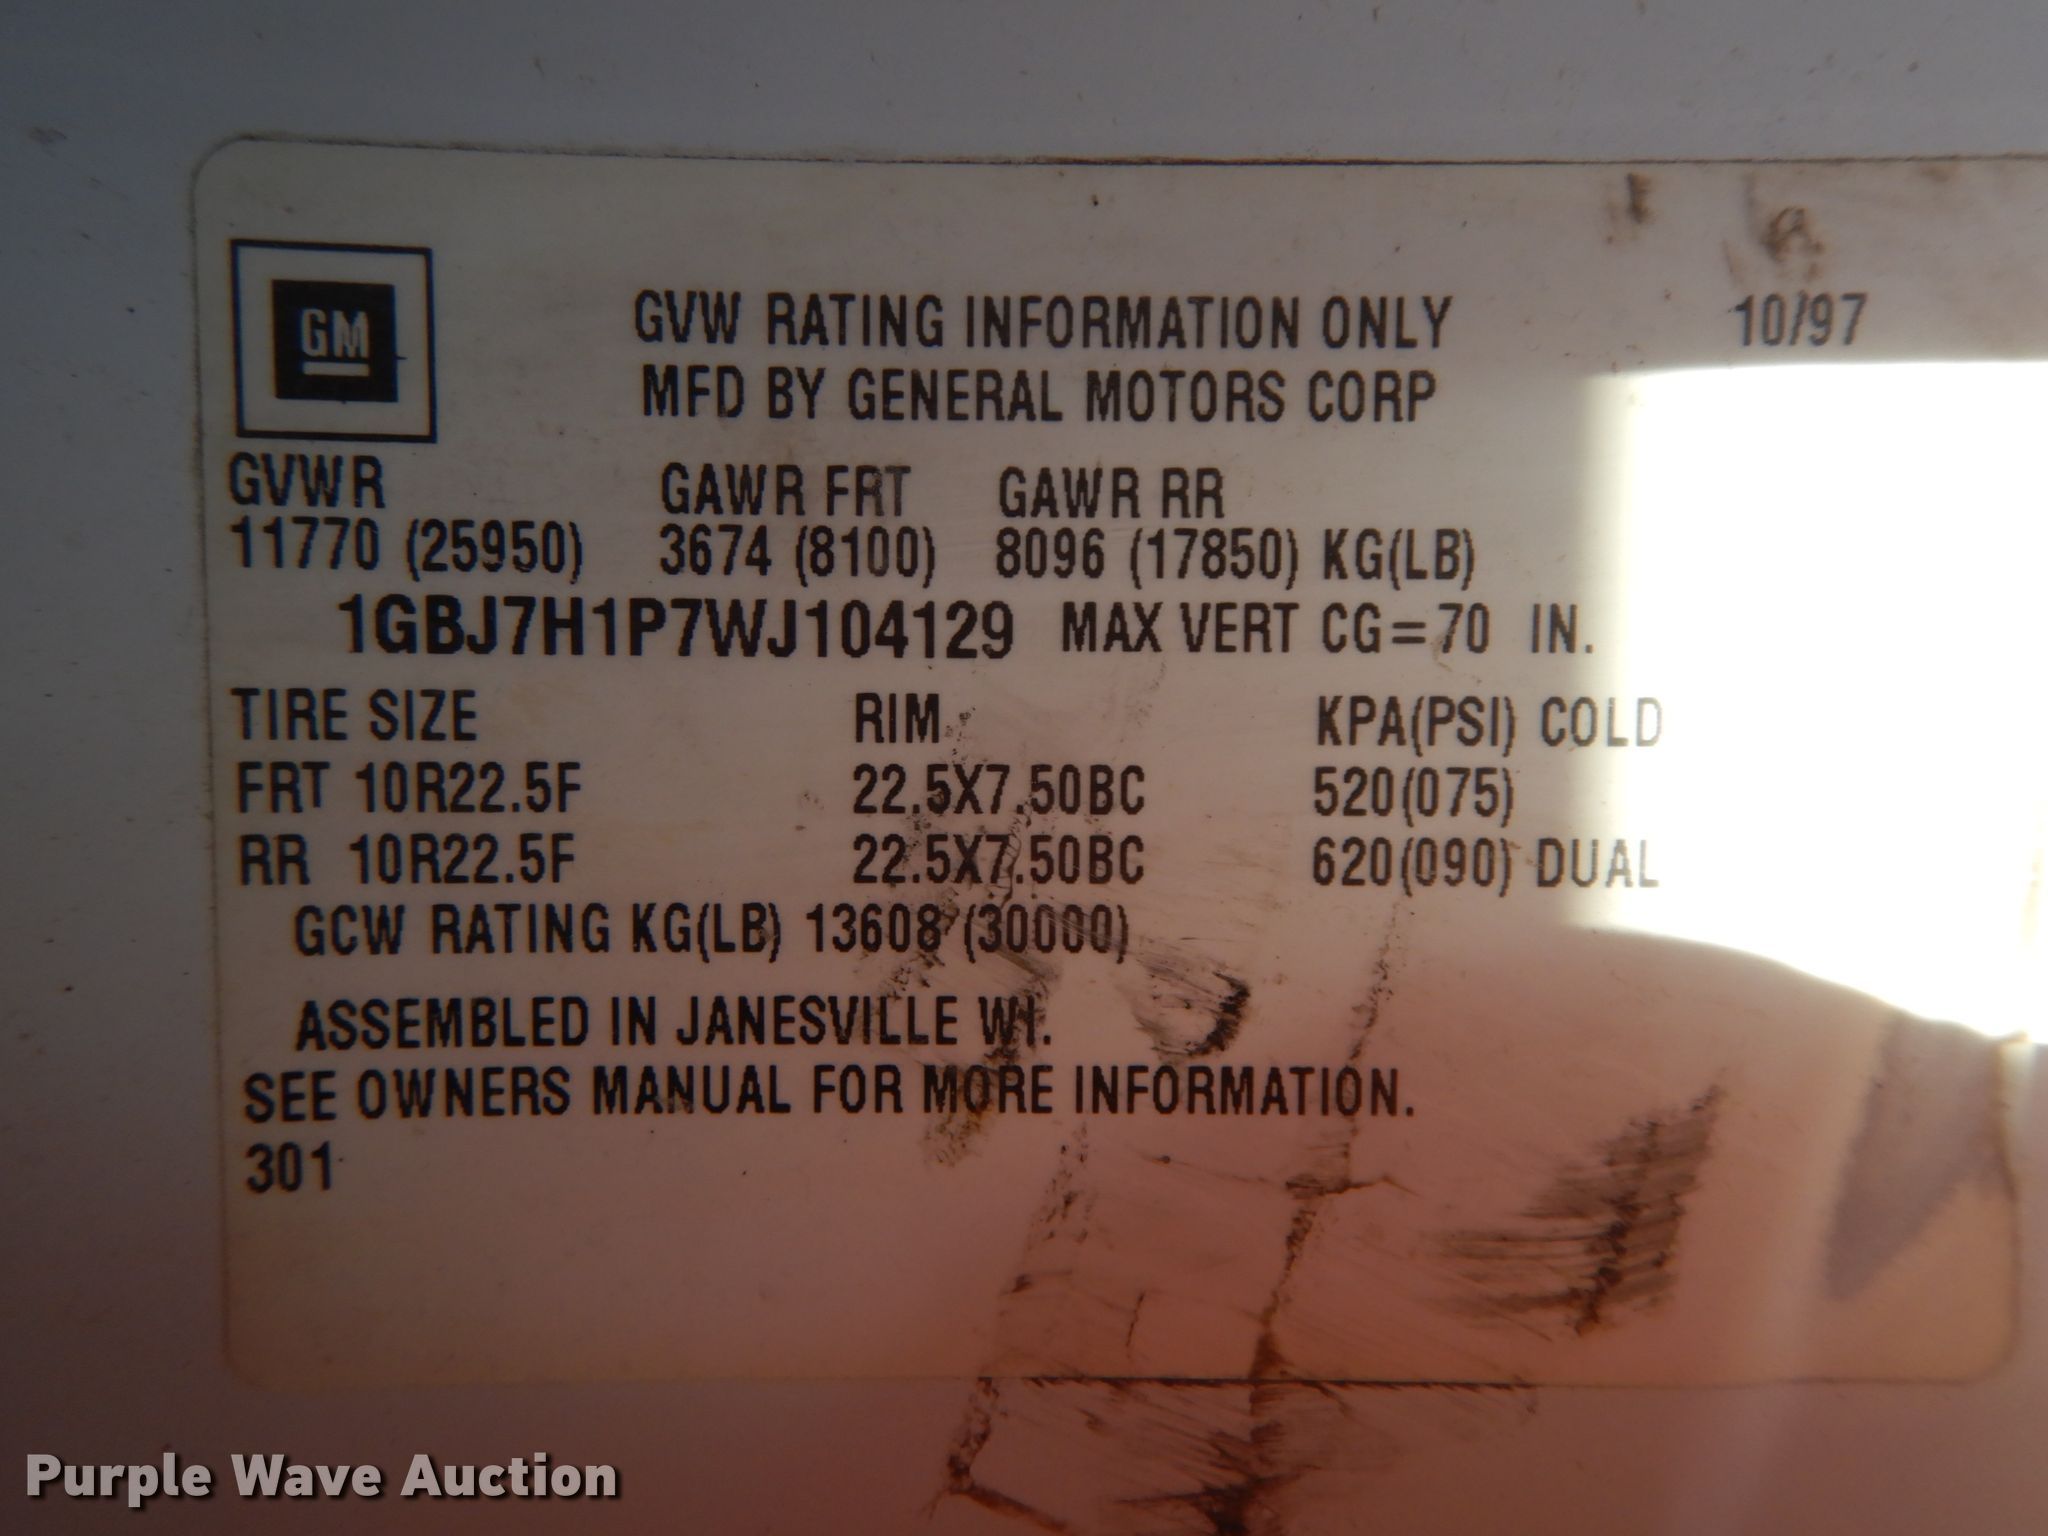 GM
GVW RATING INFORMATION ONLY 10/97
MFD BY GENERAL MOTORS CORP
GVWR GAWR FRT GAWR RR
11770 (25950) 3674 (8100) 8096 (17850) KG(LB)
1GBJ7H1P7WJ104129 MAX VERT CG=70 IN.
TIRE SIZE RIM KPA(PSI) COLD
FRT 10R22.5F 22.5X7.50BC 520(075)
RR 10R22.5F 22.5X7.50BC 620(090) DUAL
GCW RATING KG(LB) 13608 (30000)
ASSEMBLED IN JANESVILLE WI.
SEE OWNERS MANUAL FOR MORE INFORMATION.
301
Purple Wave Auction